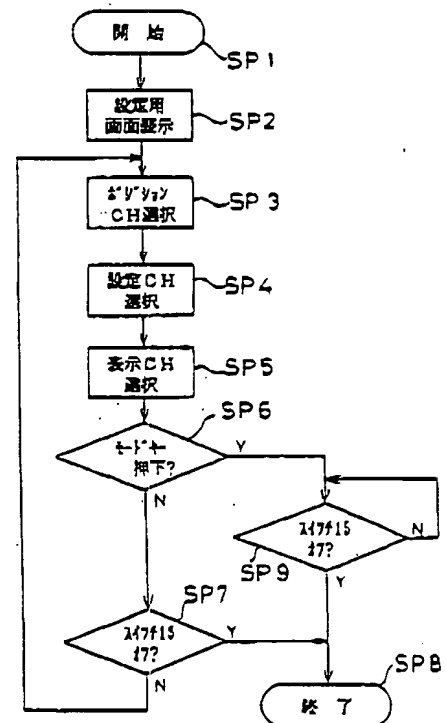 開始
SP1
設定用
画面表示
SP2
ポジション
CH選択
SP3
設定CH
選択
SP4
表示CH
選択
SP5
SP6
モードキー
押下?
Y
N
スイッチ15
オフ?
N
SP9
Y
SP7
スイッチ15
オフ?
Y
N
SP8
終了